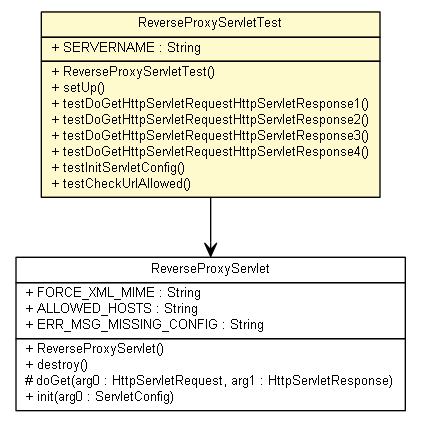 ReverseProxyServletTest
+ SERVERNAME : String
+ ReverseProxyServletTest()
+ setUp()
+ testDoGetHttpServletRequestHttpServletResponse1()
+ testDoGetHttpServletRequestHttpServletResponse2()
+ testDoGetHttpServletRequestHttpServletResponse3()
+ testDoGetHttpServletRequestHttpServletResponse4()
+ testInitServletConfig()
+ testCheckUrlAllowed()
ReverseProxyServlet
+ FORCE_XML_MIME : String
+ ALLOWED_HOSTS : String
+ ERR_MSG_MISSING_CONFIG : String
+ ReverseProxyServlet()
+ destroy()
# doGet(arg0 : HttpServletRequest, arg1 : HttpServletResponse)
+ init(arg0 : ServletConfig)